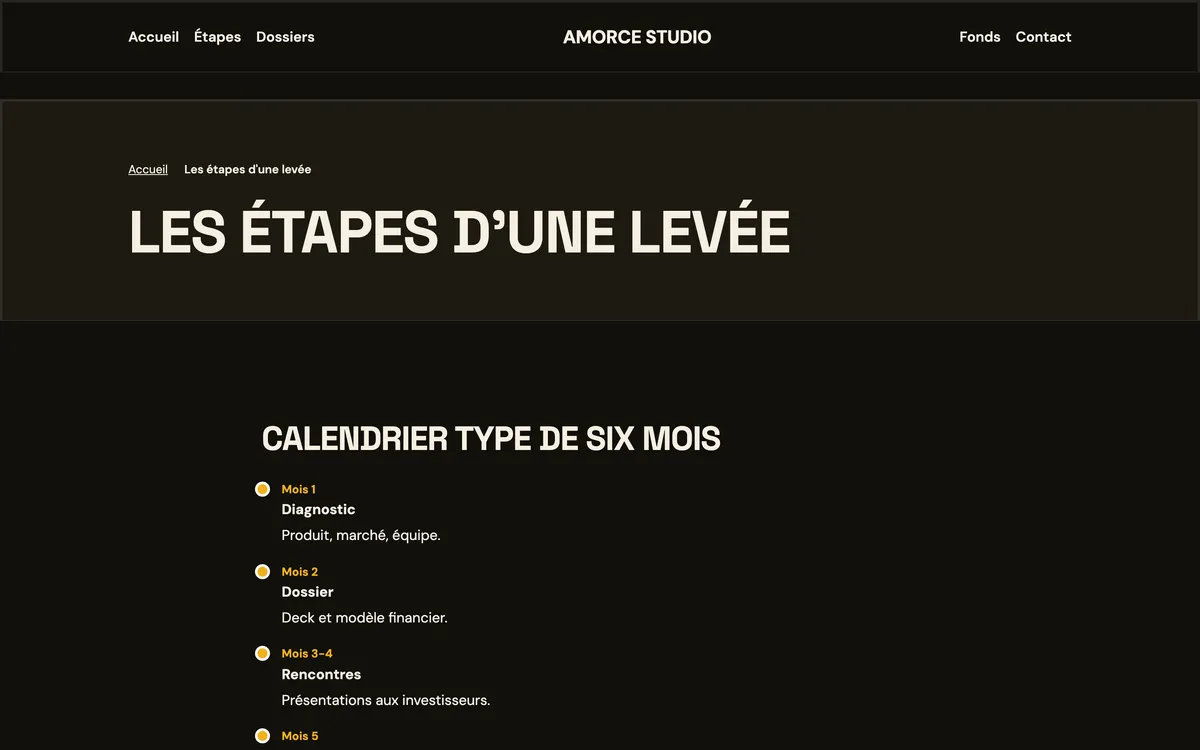 Accueil Étapes Dossiers AMORCE STUDIO Fonds Contact
Accueil Les étapes d'une levée
LES ÉTAPES D’UNE LEVÉE
CALENDRIER TYPE DE SIX MOIS
Mois 1
Diagnostic
Produit, marché, équipe.
Mois 2
Dossier
Deck et modèle financier.
Mois 3–4
Rencontres
Présentations aux investisseurs.
Mois 5